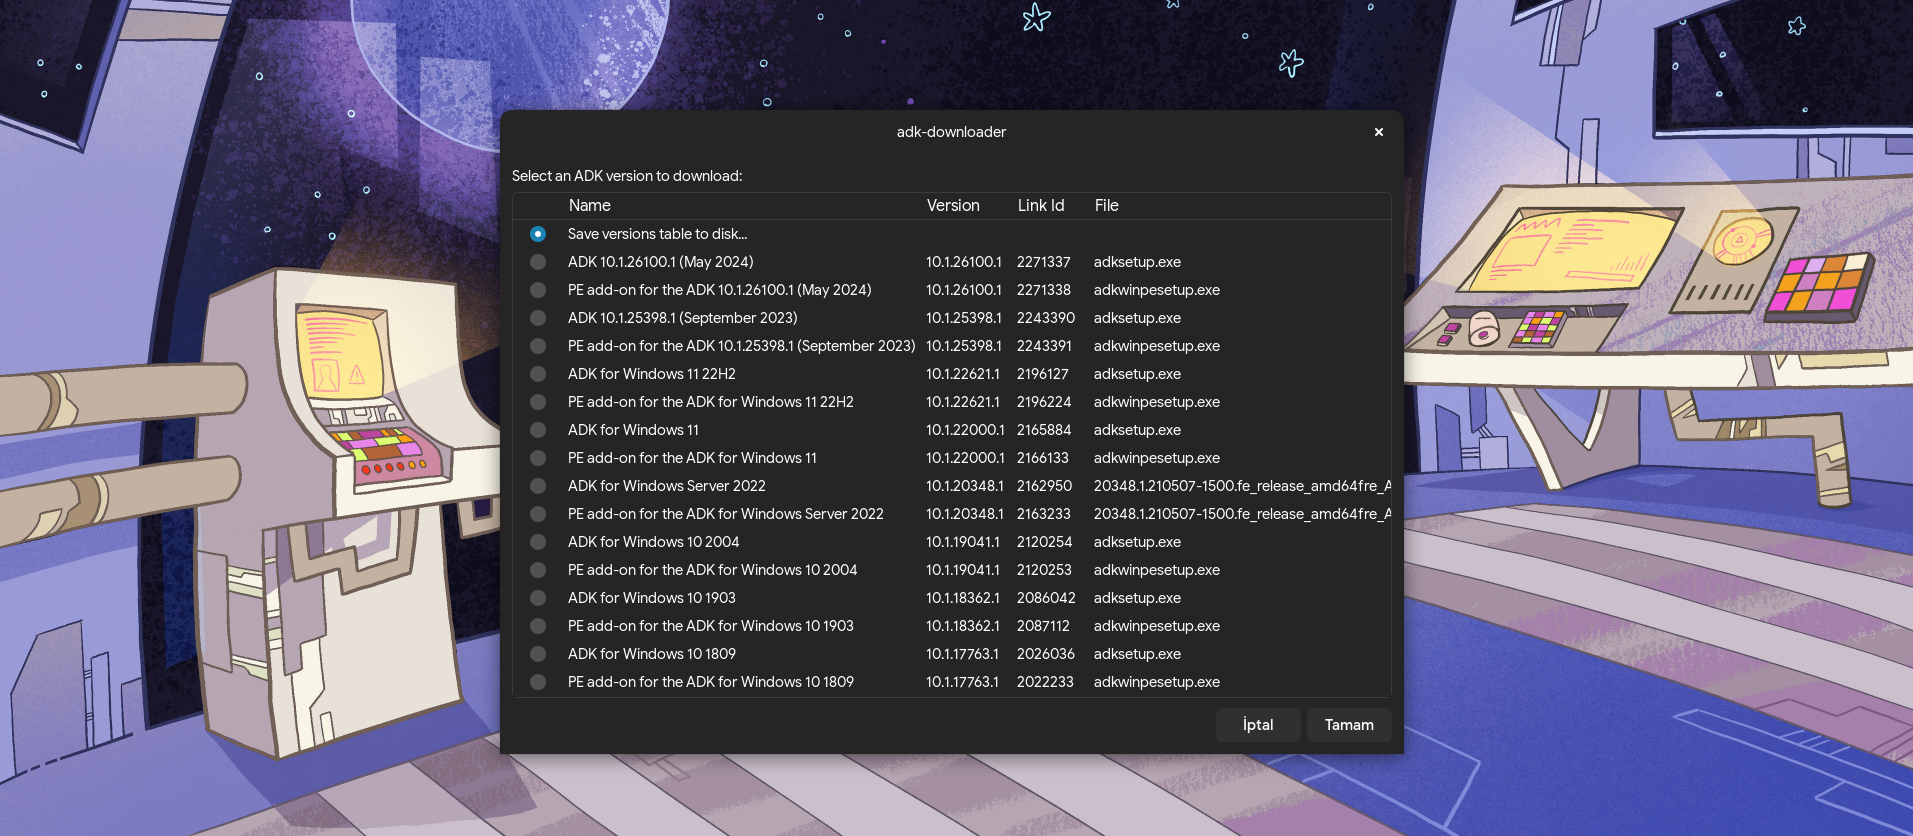 adk-downloader
Select an ADK version to download:
Name Version Link Id File
Save versions table to disk...
ADK 10.1.26100.1 (May 2024) 10.1.26100.1 2271337 adksetup.exe
PE add-on for the ADK 10.1.26100.1 (May 2024) 10.1.26100.1 2271338 adkwinpesetup.exe
ADK 10.1.25398.1 (September 2023) 10.1.25398.1 2243390 adksetup.exe
PE add-on for the ADK 10.1.25398.1 (September 2023) 10.1.25398.1 2243391 adkwinpesetup.exe
ADK for Windows 11 22H2 10.1.22621.1 2196127 adksetup.exe
PE add-on for the ADK for Windows 11 22H2 10.1.22621.1 2196224 adkwinpesetup.exe
ADK for Windows 11 10.1.22000.1 2165884 adksetup.exe
PE add-on for the ADK for Windows 11 10.1.22000.1 2166133 adkwinpesetup.exe
ADK for Windows Server 2022 10.1.20348.1 2162950 20348.1.210507-1500.fe_release_amd64fre_A
PE add-on for the ADK for Windows Server 2022 10.1.20348.1 2163233 20348.1.210507-1500.fe_release_amd64fre_A
ADK for Windows 10 2004 10.1.19041.1 2120254 adksetup.exe
PE add-on for the ADK for Windows 10 2004 10.1.19041.1 2120253 adkwinpesetup.exe
ADK for Windows 10 1903 10.1.18362.1 2086042 adksetup.exe
PE add-on for the ADK for Windows 10 1903 10.1.18362.1 2087112 adkwinpesetup.exe
ADK for Windows 10 1809 10.1.17763.1 2026036 adksetup.exe
PE add-on for the ADK for Windows 10 1809 10.1.17763.1 2022233 adkwinpesetup.exe
İptal Tamam